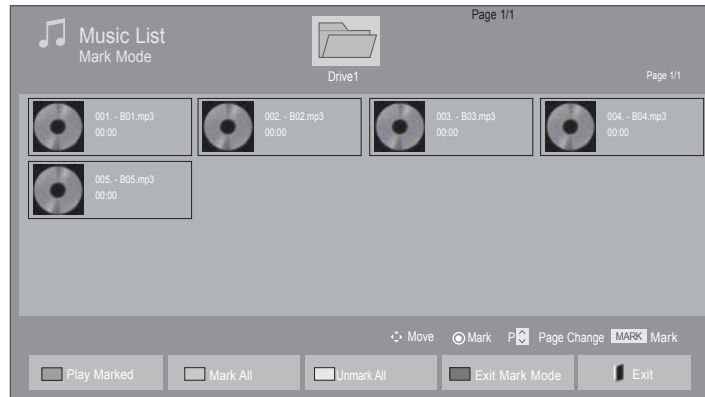 Page 1/1
Music List
Mark Mode
Drive1
Page 1/1
001. - B01.mp3
00:00
002. - B02.mp3
00:00
003. - B03.mp3
00:00
004. - B04.mp3
00:00
005. - B05.mp3
00:00
Move Mark P Page Change MARK Mark
Play Marked Mark All Unmark All Exit Mark Mode Exit